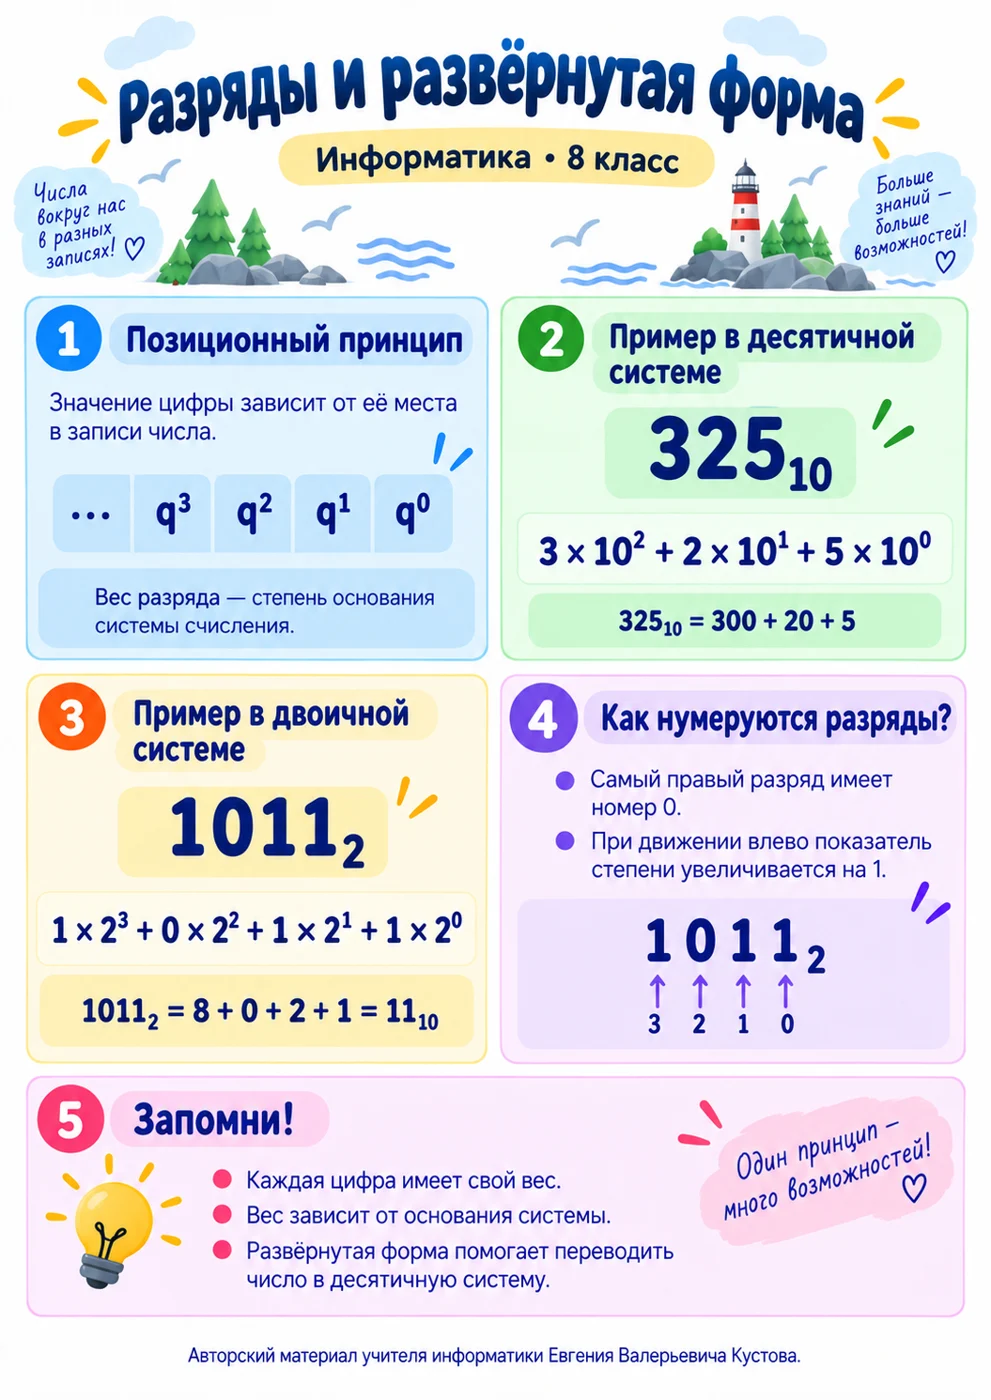 Разряды и развёрнутая форма
Информатика • 8 класс
Числа
вокруг нас
в разных
записях! ♡
Больше
знаний —
больше
возможностей!
♡
1 Позиционный принцип
Значение цифры зависит от её места
в записи числа.
... q³ q² q¹ q⁰
Вес разряда — степень основания
системы счисления.
2 Пример в десятичной
системе
325₁₀
3 × 10² + 2 × 10¹ + 5 × 10⁰
325₁₀ = 300 + 20 + 5
3 Пример в двоичной
системе
1011₂
1 × 2³ + 0 × 2² + 1 × 2¹ + 1 × 2⁰
1011₂ = 8 + 0 + 2 + 1 = 11₁₀
4 Как нумеруются разряды?
Самый правый разряд имеет
номер 0.
При движении влево показатель
степени увеличивается на 1.
1 0 1 1 ₂
↑ ↑ ↑ ↑
3 2 1 0
5 Запомни!
Каждая цифра имеет свой вес.
Вес зависит от основания системы.
Развёрнутая форма помогает переводить
число в десятичную систему.
Один принцип —
много возможностей!
♡
Авторский материал учителя информатики Евгения Валерьевича Кустова.